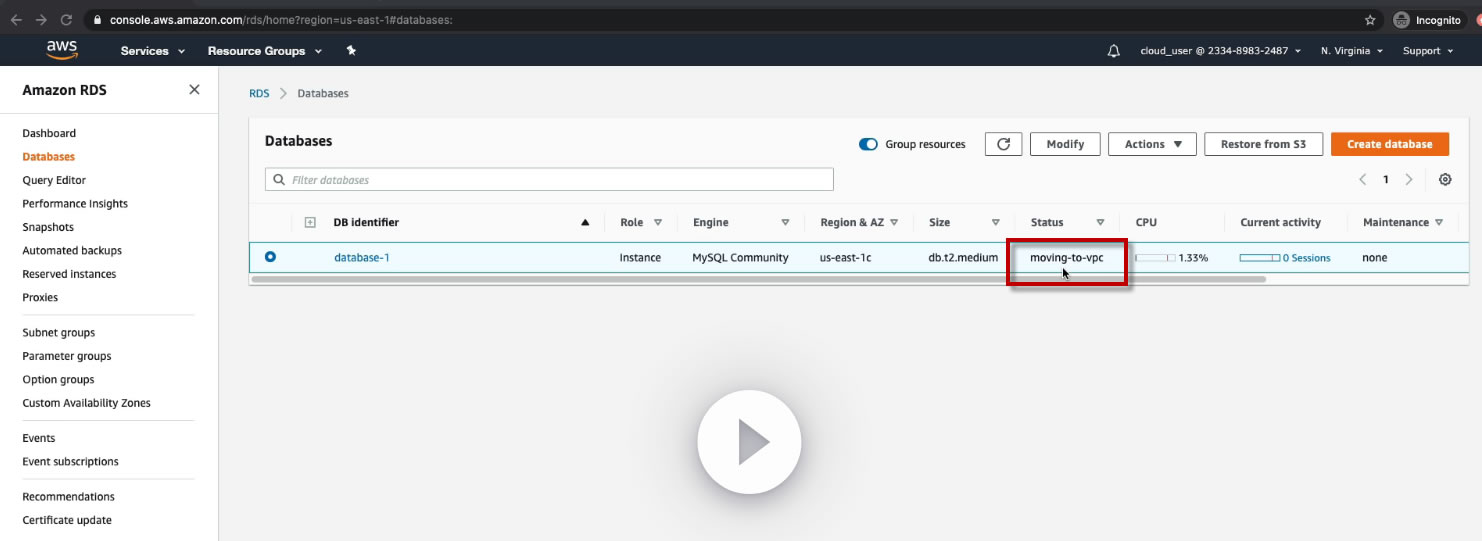 console.aws.amazon.com/rds/home?region=us-east-1#databases:
Incognito
aws
Services
Resource Groups
cloud_user @ 2334-8983-2487
N. Virginia
Support
Amazon RDS
Dashboard
Databases
Query Editor
Performance Insights
Snapshots
Automated backups
Reserved instances
Proxies
Subnet groups
Parameter groups
Option groups
Custom Availability Zones
Events
Event subscriptions
Recommendations
Certificate update
RDS > Databases
Databases
Group resources
Modify
Actions
Restore from S3
Create database
Filter databases
1
DB identifier Role Engine Region & AZ Size Status CPU Current activity Maintenance
database-1 Instance MySQL Community us-east-1c db.t2.medium moving-to-vpc 1.33% 0 Sessions none